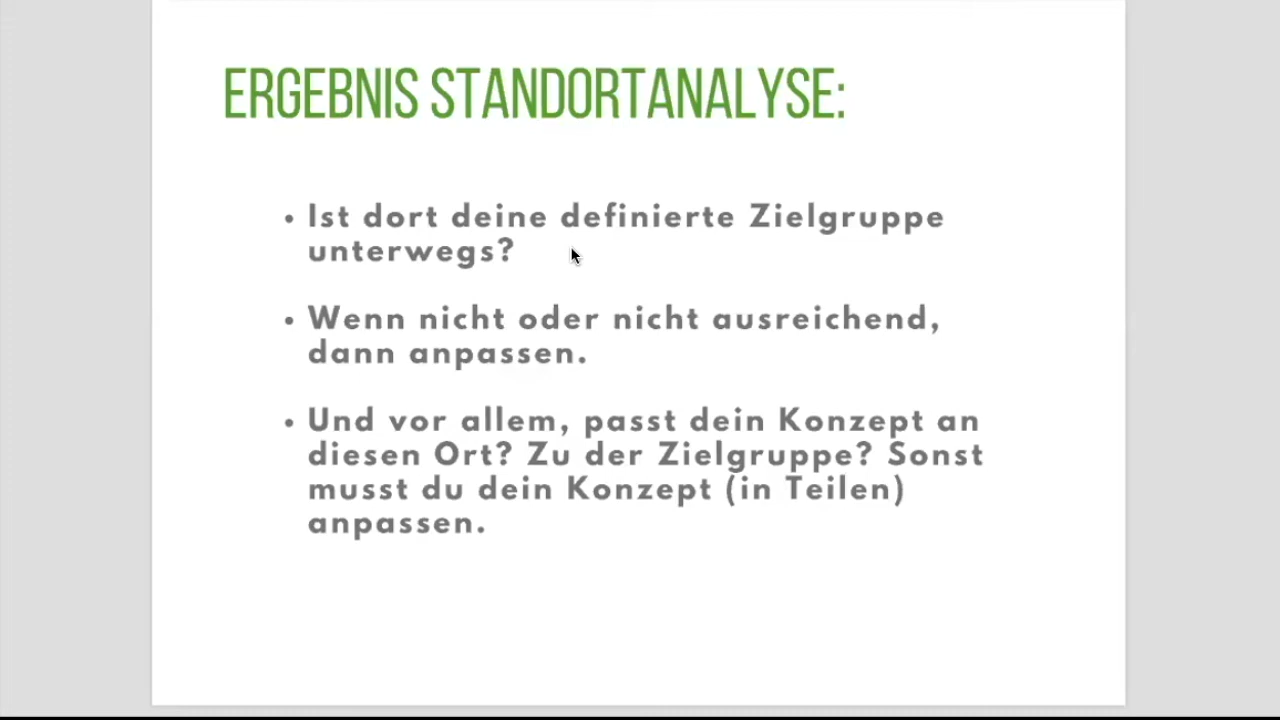 ERGEBNIS STANDORTANALYSE:
• Ist dort deine definierte Zielgruppe
unterwegs?
• Wenn nicht oder nicht ausreichend,
dann anpassen.
• Und vor allem, passt dein Konzept an
diesen Ort? Zu der Zielgruppe? Sonst
musst du dein Konzept (in Teilen)
anpassen.